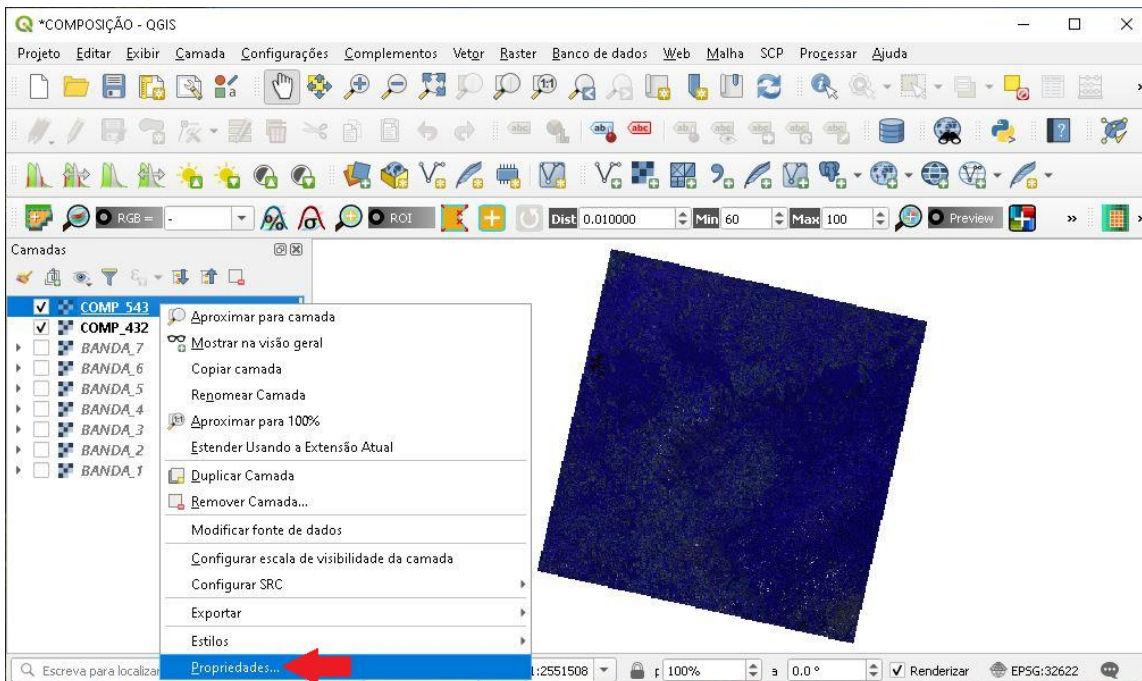 *COMPOSIÇÃO - QGIS
Projeto Editar Exibir Camada Configurações Complementos Vetor Raster Banco de dados Web Malha SCP Processar Ajuda
RGB = - ROI Dist 0.010000 Min 60 Max 100 Preview »
Camadas
COMP_543
COMP_432
BANDA_7
BANDA_6
BANDA_5
BANDA_4
BANDA_3
BANDA_2
BANDA_1
Aproximar para camada
Mostrar na visão geral
Copiar camada
Renomear Camada
Aproximar para 100%
Estender Usando a Extensão Atual
Duplicar Camada
Remover Camada...
Modificar fonte de dados
Configurar escala de visibilidade da camada
Configurar SRC
Exportar
Estilos
Propriedades...
Escreva para localizar 1:2551508 100% a 0.0 ° Renderizar EPSG:32622